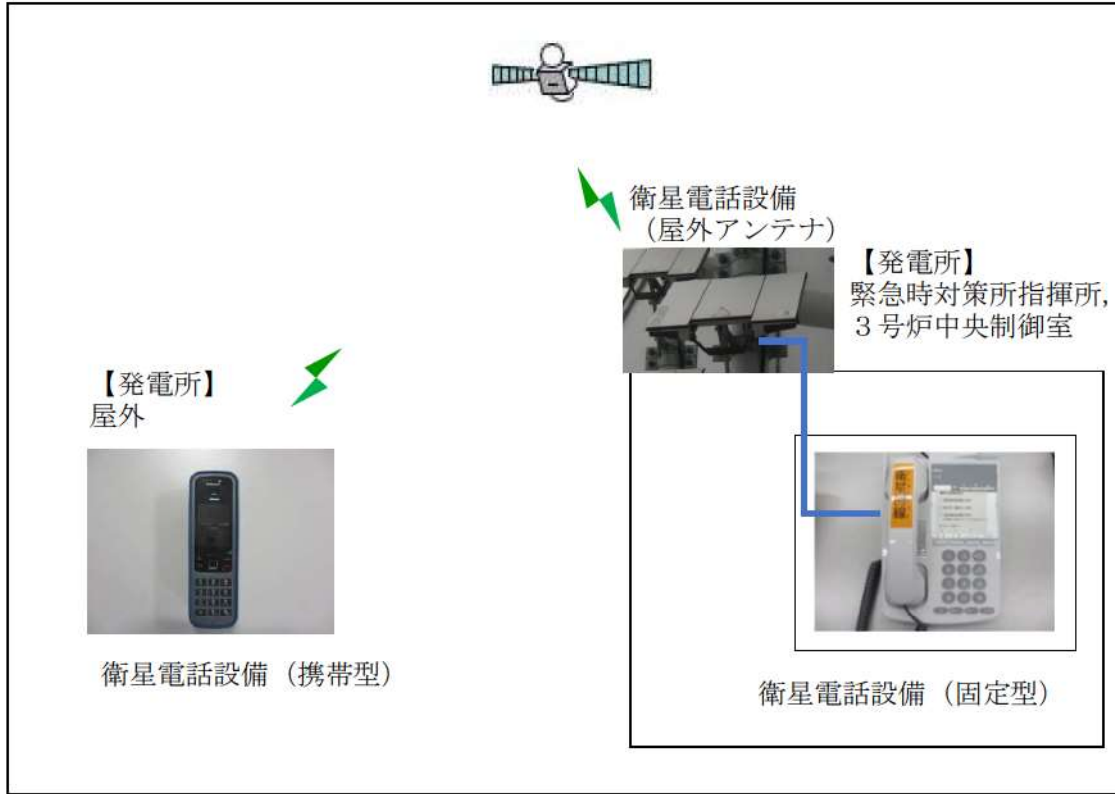 衛星電話設備
（屋外アンテナ）
【発電所】
緊急時対策所指揮所,
３号炉中央制御室
【発電所】
屋外
衛星電話設備（携帯型）
衛星電話設備（固定型）